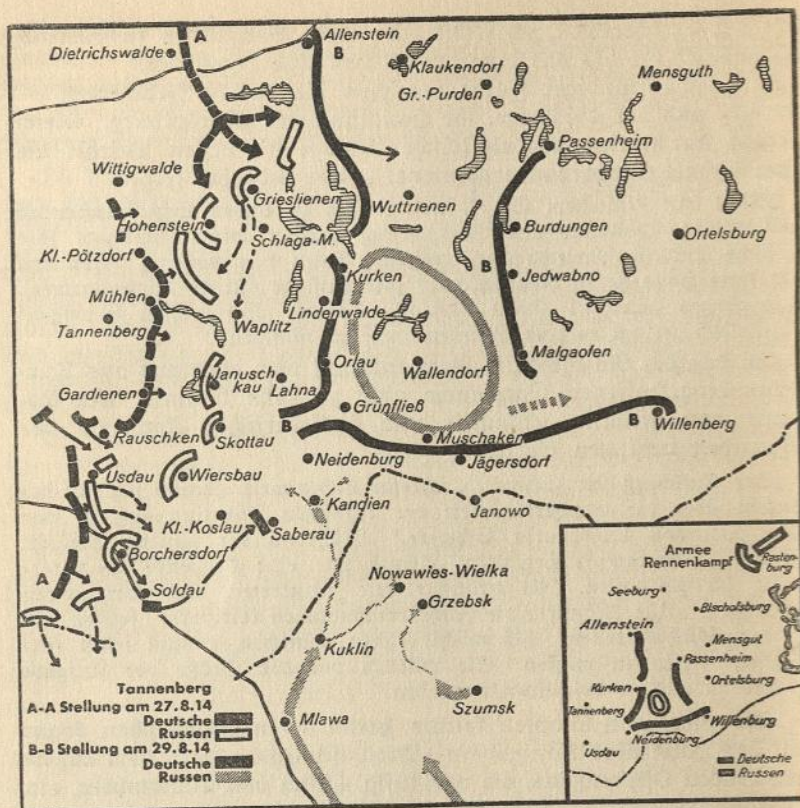 A
Allenstein
Dietrichswalde
B
Klaukendorf
Mensguth
Gr.-Purden
Passenheim
Wittigwalde
Grieslienen
Wuttrienen
Hohenstein
Schlaga-M.
Burdungen
Ortelsburg
Kl.-Pötzdorf
B
Kurken
Jedwabno
Mühlen
Lindenwalde
Tannenberg
Waplitz
Malgaofen
Orlau
Wallendorf
Janusch
kau
Gardienen
Lahna
Grünfließ
B
B
Willenberg
Rauschken
Skottau
Muschaken
Usdau
Wiersbau
Neidenburg
Jägersdorf
Kandien
Janowo
Kl.-Koslau
Saberau
Borchersdorf
A
Soldau
Nowawies-Wielka
Grzebsk
Kuklin
Szumsk
Mlawa
Tannenberg
A-A Stellung am 27.8.14
Deutsche
Russen
B-B Stellung am 29.8.14
Deutsche
Russen
Armee
Rennenkampf
Rasten-
burg
Seeburg
Bischofsburg
Allenstein
Mensgut
Passenheim
Kurken
Ortelsburg
Tannenberg
Willenburg
Neidenburg
Usdau
Deutsche
Russen